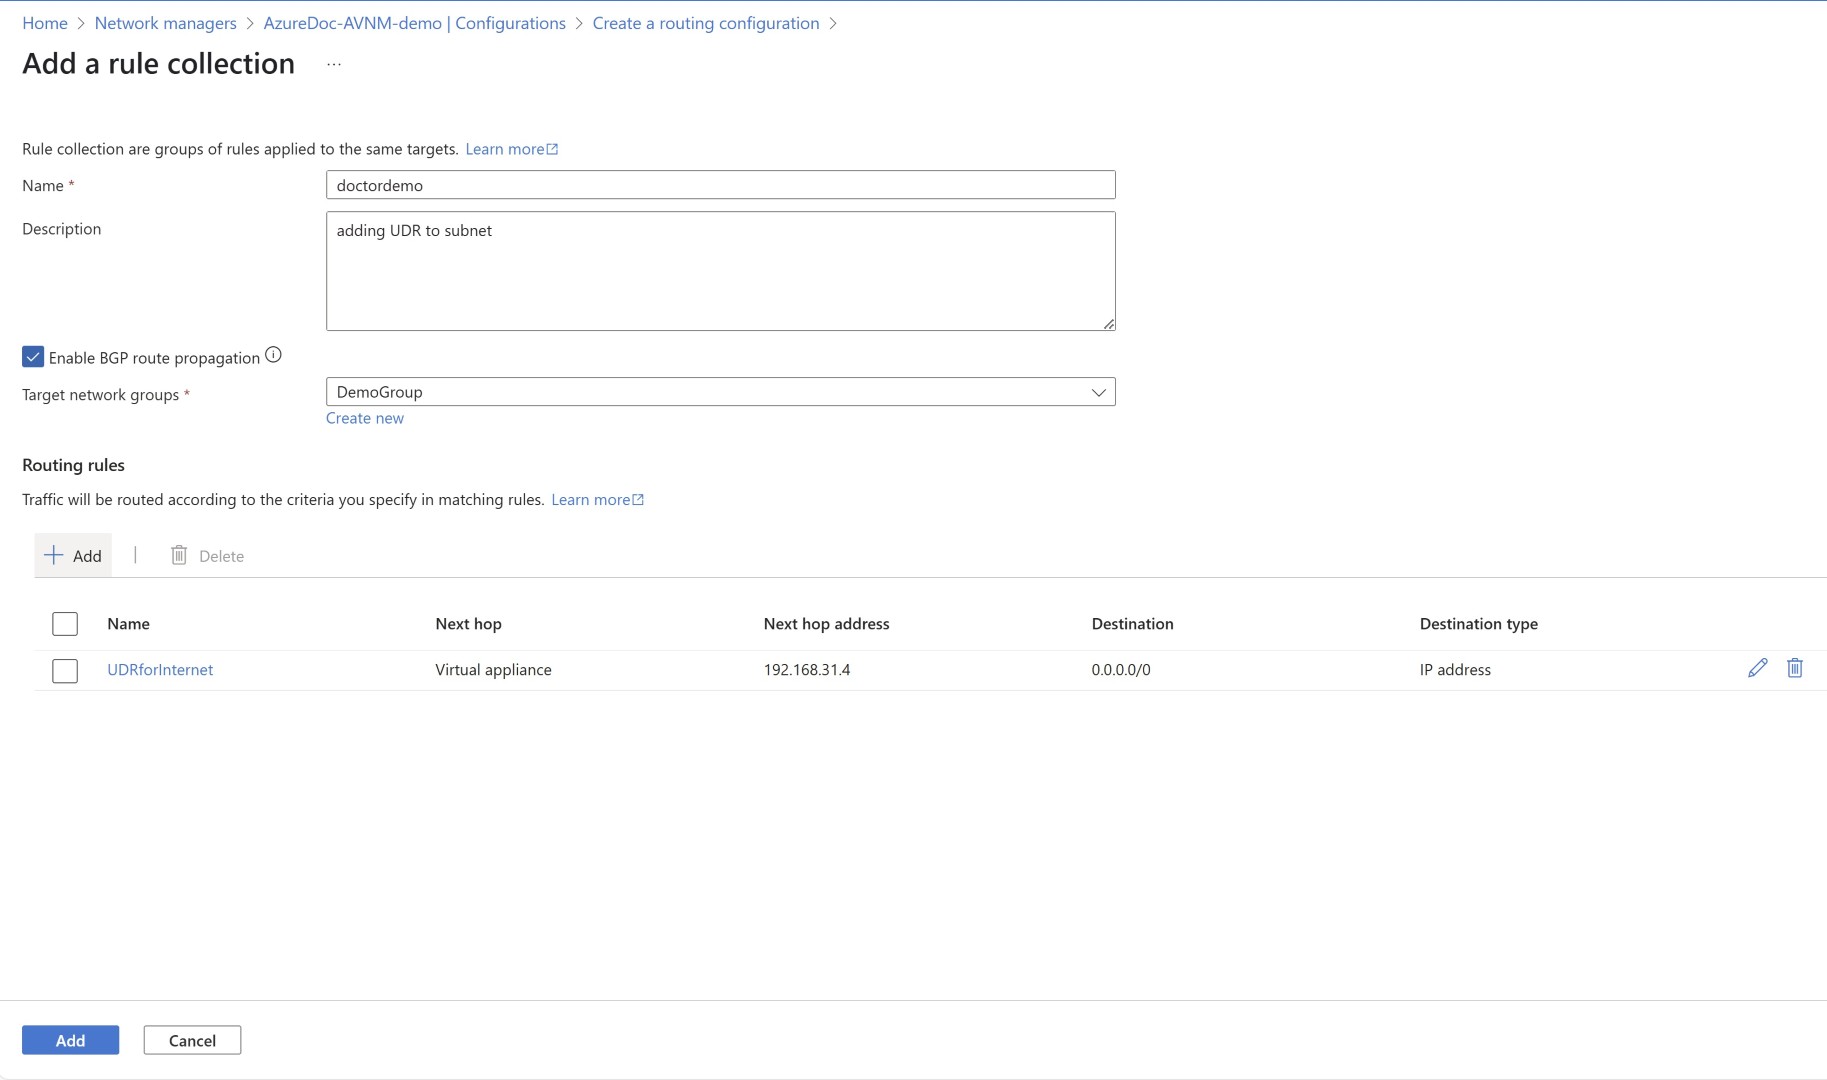 Home > Network managers > AzureDoc-AVNM-demo | Configurations > Create a routing configuration >
Add a rule collection ...
Rule collection are groups of rules applied to the same targets. Learn more
Name *
doctordemo
Description
adding UDR to subnet
Enable BGP route propagation
Target network groups *
DemoGroup
Create new
Routing rules
Traffic will be routed according to the criteria you specify in matching rules. Learn more
+ Add | Delete
Name Next hop Next hop address Destination Destination type
UDRforInternet Virtual appliance 192.168.31.4 0.0.0.0/0 IP address
Add Cancel